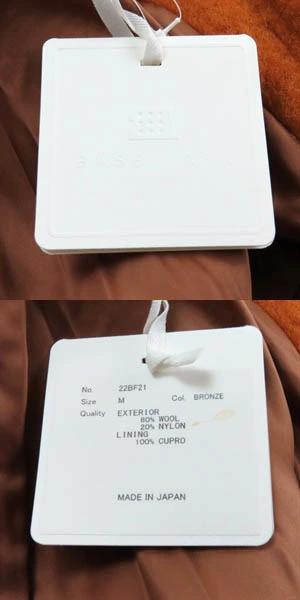 No. 22BF21
Size M Col. BRONZE
Quality EXTERIOR
80% WOOL
20% NYLON
LINING
100% CUPRO
MADE IN JAPAN